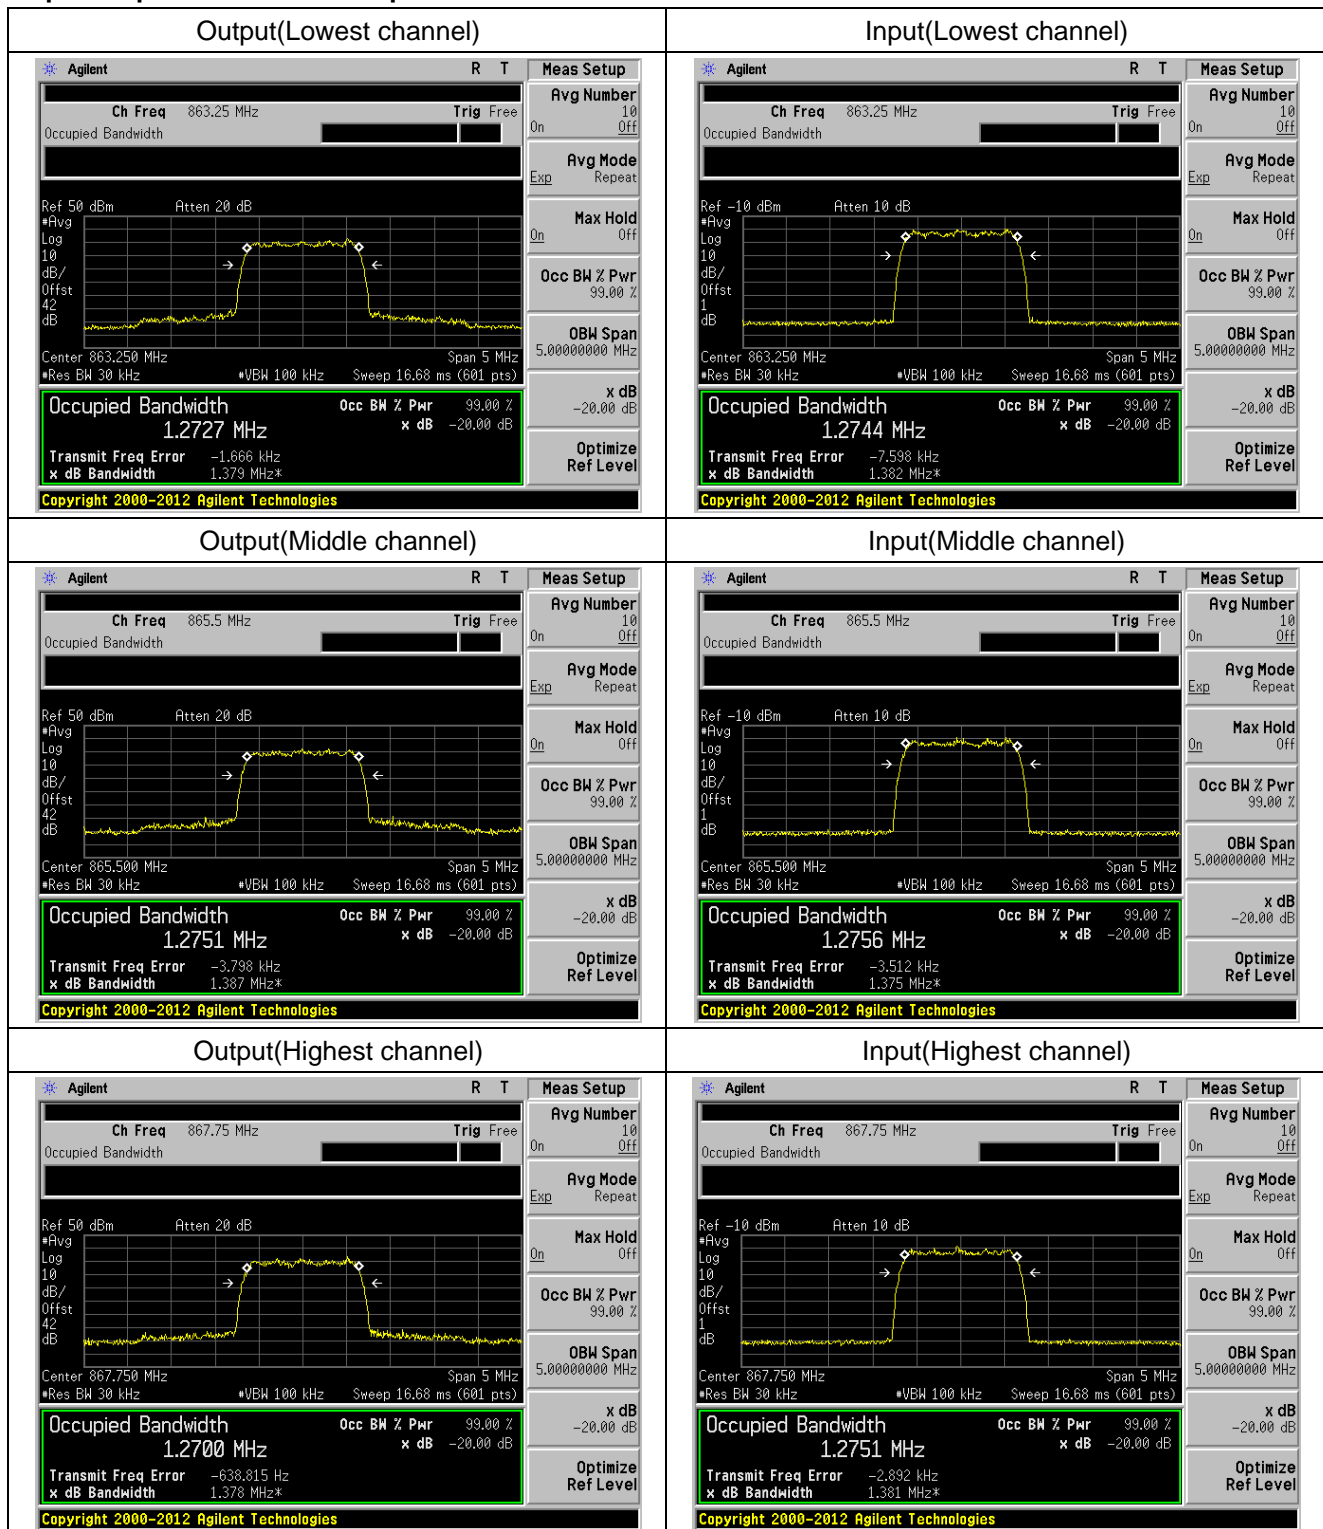 Output(Lowest channel)
Input(Lowest channel)
Agilent R T Meas Setup
Ch Freq 863.25 MHz Trig Free
Occupied Bandwidth
Avg Number
10
On Off
Avg Mode
Exp Repeat
Max Hold
On Off
Occ BW % Pwr
99.00 %
OBW Span
5.00000000 MHz
x dB
-20.00 dB
Optimize
Ref Level
Ref 50 dBm Atten 20 dB
#Avg
Log
10
dB/
Offst
42
dB
Center 863.250 MHz Span 5 MHz
#Res BW 30 kHz #VBW 100 kHz Sweep 16.68 ms (601 pts)
Occupied Bandwidth Occ BW % Pwr 99.00 %
1.2727 MHz x dB -20.00 dB
Transmit Freq Error -1.666 kHz
x dB Bandwidth 1.379 MHz*
Copyright 2000-2012 Agilent Technologies
Agilent R T Meas Setup
Ch Freq 863.25 MHz Trig Free
Occupied Bandwidth
Avg Number
10
On Off
Avg Mode
Exp Repeat
Max Hold
On Off
Occ BW % Pwr
99.00 %
OBW Span
5.00000000 MHz
x dB
-20.00 dB
Optimize
Ref Level
Ref -10 dBm Atten 10 dB
#Avg
Log
10
dB/
Offst
1
dB
Center 863.250 MHz Span 5 MHz
#Res BW 30 kHz #VBW 100 kHz Sweep 16.68 ms (601 pts)
Occupied Bandwidth Occ BW % Pwr 99.00 %
1.2744 MHz x dB -20.00 dB
Transmit Freq Error -7.598 kHz
x dB Bandwidth 1.382 MHz*
Copyright 2000-2012 Agilent Technologies
Output(Middle channel)
Input(Middle channel)
Agilent R T Meas Setup
Ch Freq 865.5 MHz Trig Free
Occupied Bandwidth
Avg Number
10
On Off
Avg Mode
Exp Repeat
Max Hold
On Off
Occ BW % Pwr
99.00 %
OBW Span
5.00000000 MHz
x dB
-20.00 dB
Optimize
Ref Level
Ref 50 dBm Atten 20 dB
#Avg
Log
10
dB/
Offst
42
dB
Center 865.500 MHz Span 5 MHz
#Res BW 30 kHz #VBW 100 kHz Sweep 16.68 ms (601 pts)
Occupied Bandwidth Occ BW % Pwr 99.00 %
1.2751 MHz x dB -20.00 dB
Transmit Freq Error -3.798 kHz
x dB Bandwidth 1.387 MHz*
Copyright 2000-2012 Agilent Technologies
Agilent R T Meas Setup
Ch Freq 865.5 MHz Trig Free
Occupied Bandwidth
Avg Number
10
On Off
Avg Mode
Exp Repeat
Max Hold
On Off
Occ BW % Pwr
99.00 %
OBW Span
5.00000000 MHz
x dB
-20.00 dB
Optimize
Ref Level
Ref -10 dBm Atten 10 dB
#Avg
Log
10
dB/
Offst
1
dB
Center 865.500 MHz Span 5 MHz
#Res BW 30 kHz #VBW 100 kHz Sweep 16.68 ms (601 pts)
Occupied Bandwidth Occ BW % Pwr 99.00 %
1.2756 MHz x dB -20.00 dB
Transmit Freq Error -3.512 kHz
x dB Bandwidth 1.375 MHz*
Copyright 2000-2012 Agilent Technologies
Output(Highest channel)
Input(Highest channel)
Agilent R T Meas Setup
Ch Freq 867.75 MHz Trig Free
Occupied Bandwidth
Avg Number
10
On Off
Avg Mode
Exp Repeat
Max Hold
On Off
Occ BW % Pwr
99.00 %
OBW Span
5.00000000 MHz
x dB
-20.00 dB
Optimize
Ref Level
Ref 50 dBm Atten 20 dB
#Avg
Log
10
dB/
Offst
42
dB
Center 867.750 MHz Span 5 MHz
#Res BW 30 kHz #VBW 100 kHz Sweep 16.68 ms (601 pts)
Occupied Bandwidth Occ BW % Pwr 99.00 %
1.2700 MHz x dB -20.00 dB
Transmit Freq Error -638.815 Hz
x dB Bandwidth 1.378 MHz*
Copyright 2000-2012 Agilent Technologies
Agilent R T Meas Setup
Ch Freq 867.75 MHz Trig Free
Occupied Bandwidth
Avg Number
10
On Off
Avg Mode
Exp Repeat
Max Hold
On Off
Occ BW % Pwr
99.00 %
OBW Span
5.00000000 MHz
x dB
-20.00 dB
Optimize
Ref Level
Ref -10 dBm Atten 10 dB
#Avg
Log
10
dB/
Offst
1
dB
Center 867.750 MHz Span 5 MHz
#Res BW 30 kHz #VBW 100 kHz Sweep 16.68 ms (601 pts)
Occupied Bandwidth Occ BW % Pwr 99.00 %
1.2751 MHz x dB -20.00 dB
Transmit Freq Error -2.892 kHz
x dB Bandwidth 1.381 MHz*
Copyright 2000-2012 Agilent Technologies